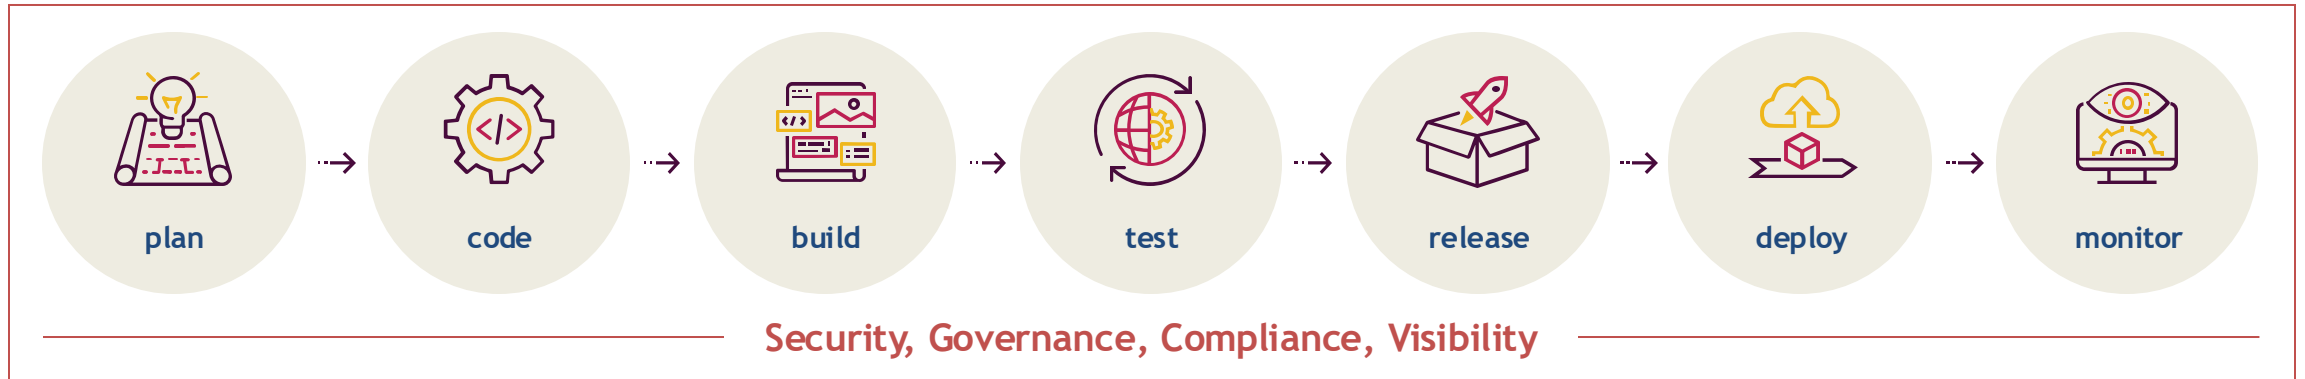 plan
code
build
test
release
deploy
monitor
Security, Governance, Compliance, Visibility